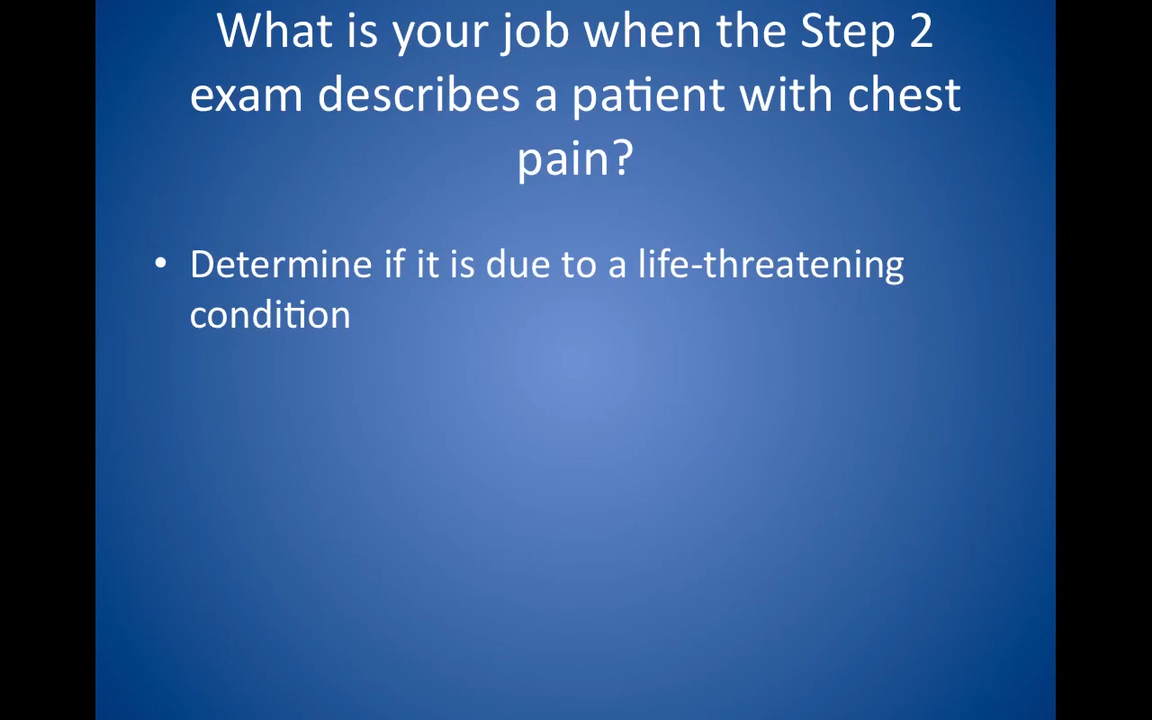 What is your job when the Step 2
exam describes a patient with chest
pain?
• Determine if it is due to a life-threatening
condition